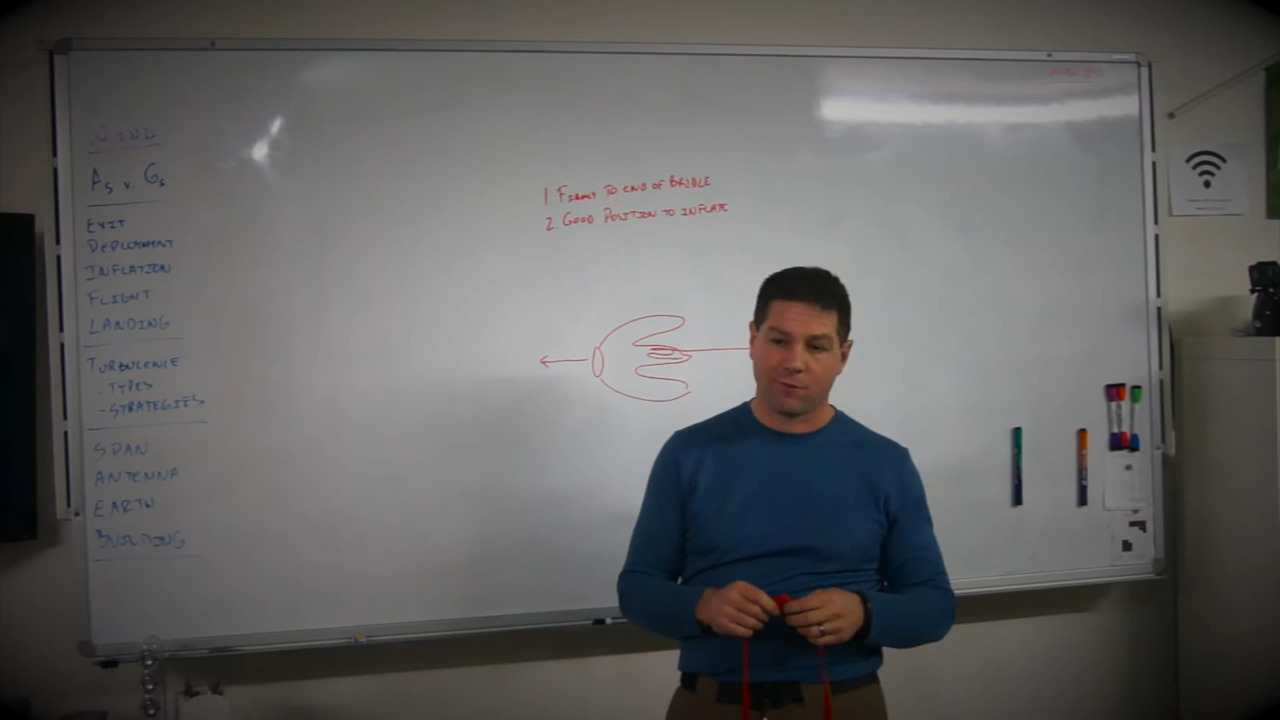 WIND
AS v. GS
EXIT
DEPLOYMENT
INFLATION
FLIGHT
LANDING
TURBULENCE
- TYPES
- STRATEGIES
SPAN
ANTENNA
EARTH
BUILDING
1. FIRMLY TO END OF BRIDLE
2. GOOD POSITION TO INFLATE